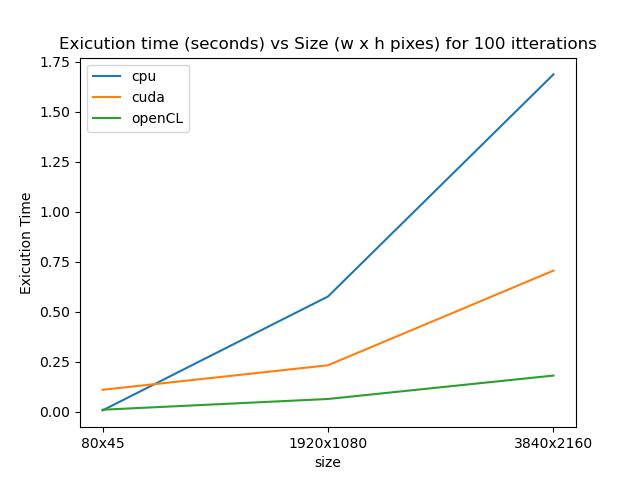 Exicution time (seconds) vs Size (w x h pixes) for 100 itterations
1.75
1.50
1.25
1.00
0.75
0.50
0.25
0.00
Exicution Time
cpu
cuda
openCL
80x45
1920x1080
3840x2160
size